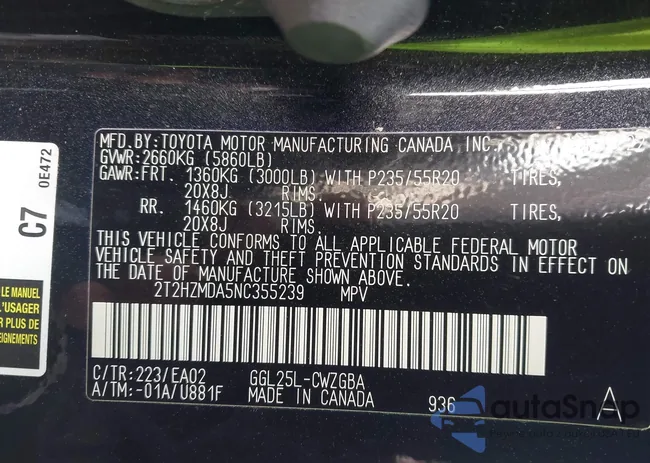 MFD.BY:TOYOTA MOTOR MANUFACTURING CANADA INC.
GVWR:2660KG (5860LB)
GAWR:FRT. 1360KG (3000LB) WITH P235/55R20 TIRES,
20X8J RIMS.
RR. 1460KG (3215LB) WITH P235/55R20 TIRES,
20X8J RIMS.
THIS VEHICLE CONFORMS TO ALL APPLICABLE FEDERAL MOTOR
VEHICLE SAFETY AND THEFT PREVENTION STANDARDS IN EFFECT ON
THE DATE OF MANUFACTURE SHOWN ABOVE.
2T2HZMDA5NC355239 MPV
C/TR:223/EA02 GGL25L-CWZGBA
A/TM:-01A/U881F MADE IN CANADA 936 A
C7
0E472
LE MANUEL
L'USAGER
autoSnap